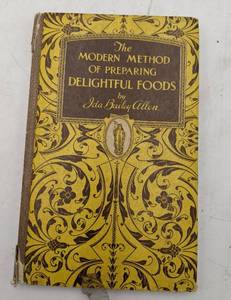 The
MODERN METHOD
OF PREPARING
DELIGHTFUL FOODS
by
Ida Bailey Allen